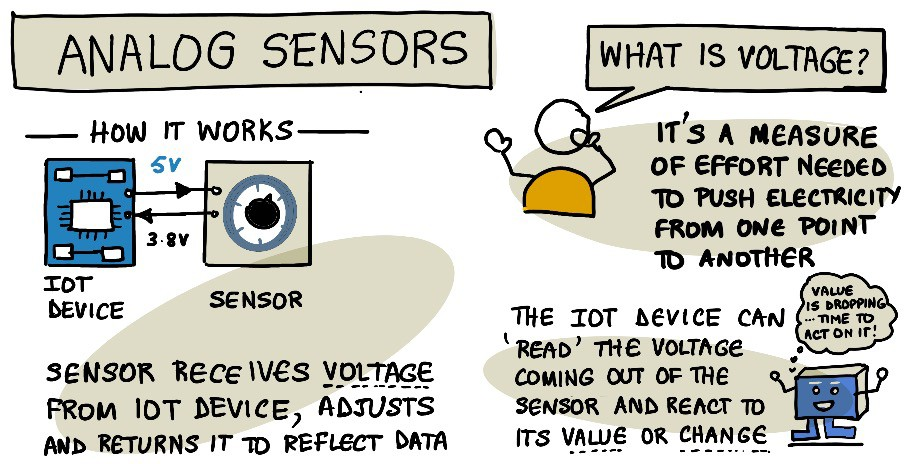 ANALOG SENSORS
HOW IT WORKS
5V
3.8V
IOT
DEVICE
SENSOR
SENSOR RECEIVES VOLTAGE
FROM IOT DEVICE, ADJUSTS
AND RETURNS IT TO REFLECT DATA
WHAT IS VOLTAGE?
IT'S A MEASURE
OF EFFORT NEEDED
TO PUSH ELECTRICITY
FROM ONE POINT
TO ANOTHER
THE IOT DEVICE CAN
'READ' THE VOLTAGE
COMING OUT OF THE
SENSOR AND REACT TO
ITS VALUE OR CHANGE
VALUE
IS DROPPING
...TIME TO
ACT ON IT!